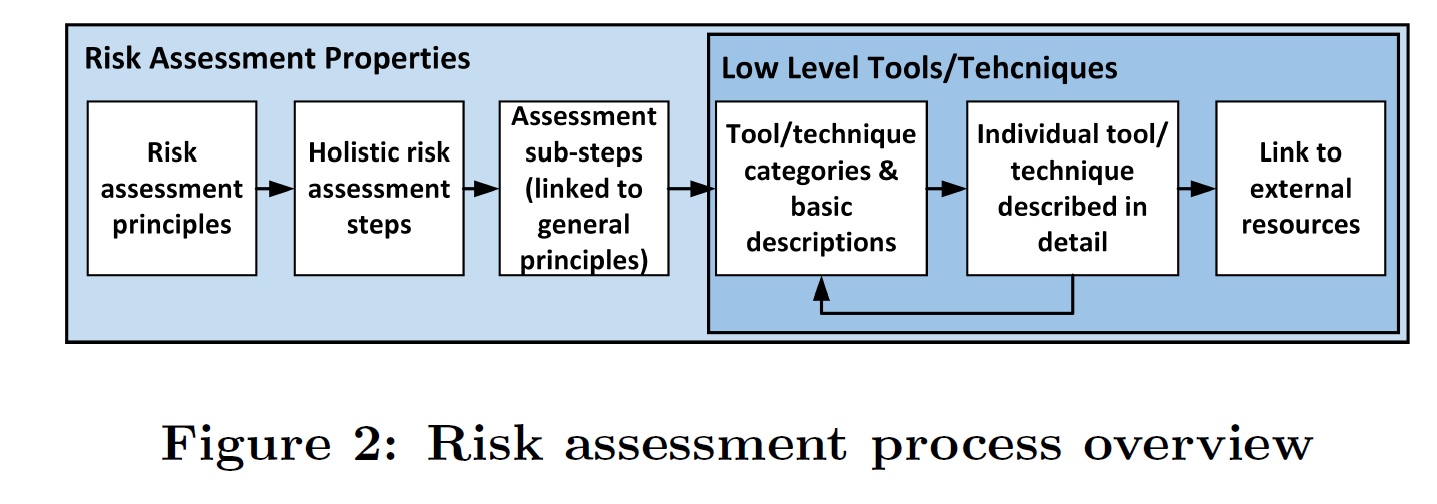 Risk Assessment Properties
Low Level Tools/Tehcniques
Risk
assessment
principles
Holistic risk
assessment
steps
Assessment
sub-steps
(linked to
general
principles)
Tool/technique
categories &
basic
descriptions
Individual tool/
technique
described in
detail
Link to
external
resources
Figure 2: Risk assessment process overview